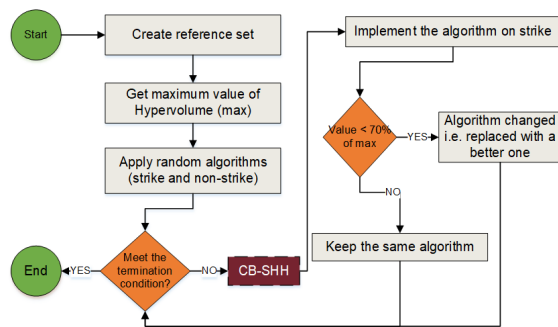 Start
Create reference set
Get maximum value of
Hypervolume (max)
Apply random algorithms
(strike and non-strike)
Meet the
termination
condition?
YES
End
NO
CB-SHH
Implement the algorithm on strike
Value < 70%
of max
YES
Algorithm changed
i.e. replaced with a
better one
NO
Keep the same algorithm